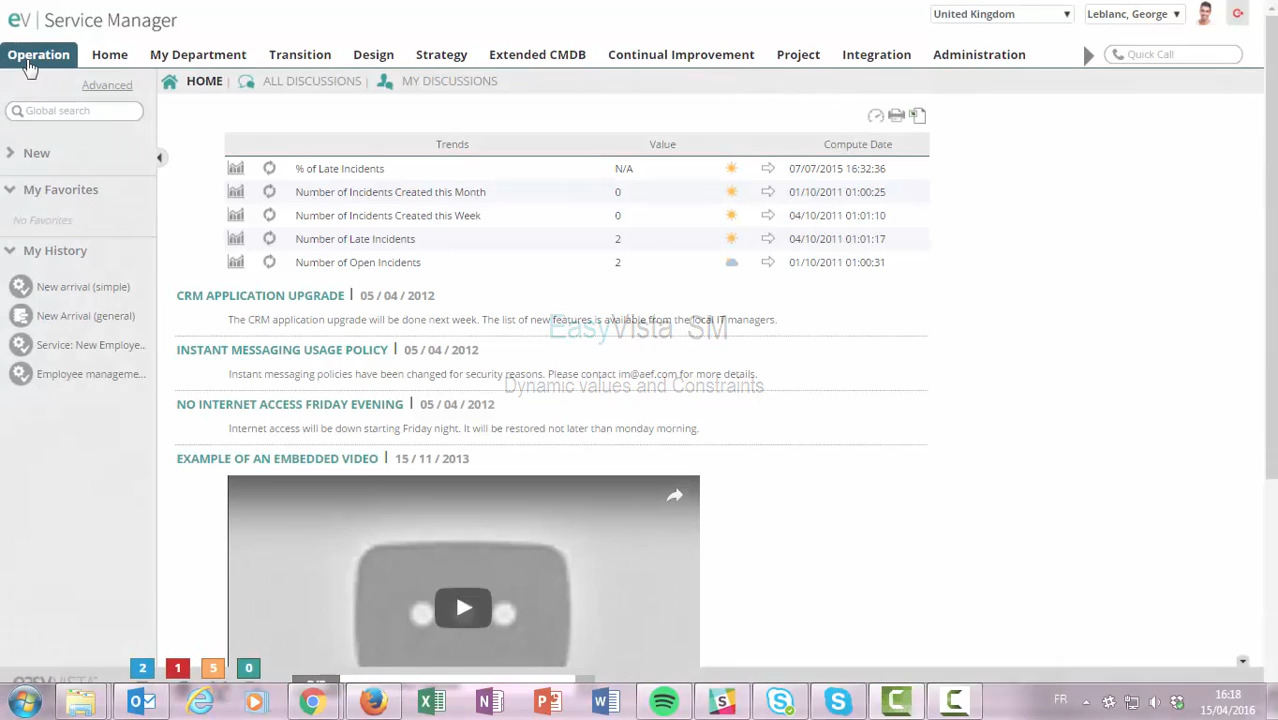 eV | Service Manager
United Kingdom
Leblanc, George
Operation
Home
My Department
Transition
Design
Strategy
Extended CMDB
Continual Improvement
Project
Integration
Administration
Quick Call
Advanced
HOME
ALL DISCUSSIONS
MY DISCUSSIONS
Global search
New
My Favorites
No Favorites
My History
New arrival (simple)
New Arrival (general)
Service: New Employe..
Employee manageme...
Trends Value Compute Date
% of Late Incidents N/A 07/07/2015 16:32:36
Number of Incidents Created this Month 0 01/10/2011 01:00:25
Number of Incidents Created this Week 0 04/10/2011 01:01:10
Number of Late Incidents 2 04/10/2011 01:01:17
Number of Open Incidents 2 01/10/2011 01:00:31
CRM APPLICATION UPGRADE | 05 / 04 / 2012
The CRM application upgrade will be done next week. The list of new features is available from the local IT managers.
EasyVista SM
INSTANT MESSAGING USAGE POLICY | 05 / 04 / 2012
Instant messaging policies have been changed for security reasons. Please contact im@aef.com for more details.
Dynamic values and Constraints
NO INTERNET ACCESS FRIDAY EVENING | 05 / 04 / 2012
Internet access will be down starting Friday night. It will be restored not later than monday morning.
EXAMPLE OF AN EMBEDDED VIDEO | 15 / 11 / 2013
2 1 5 0
FR
16:18
15/04/2016